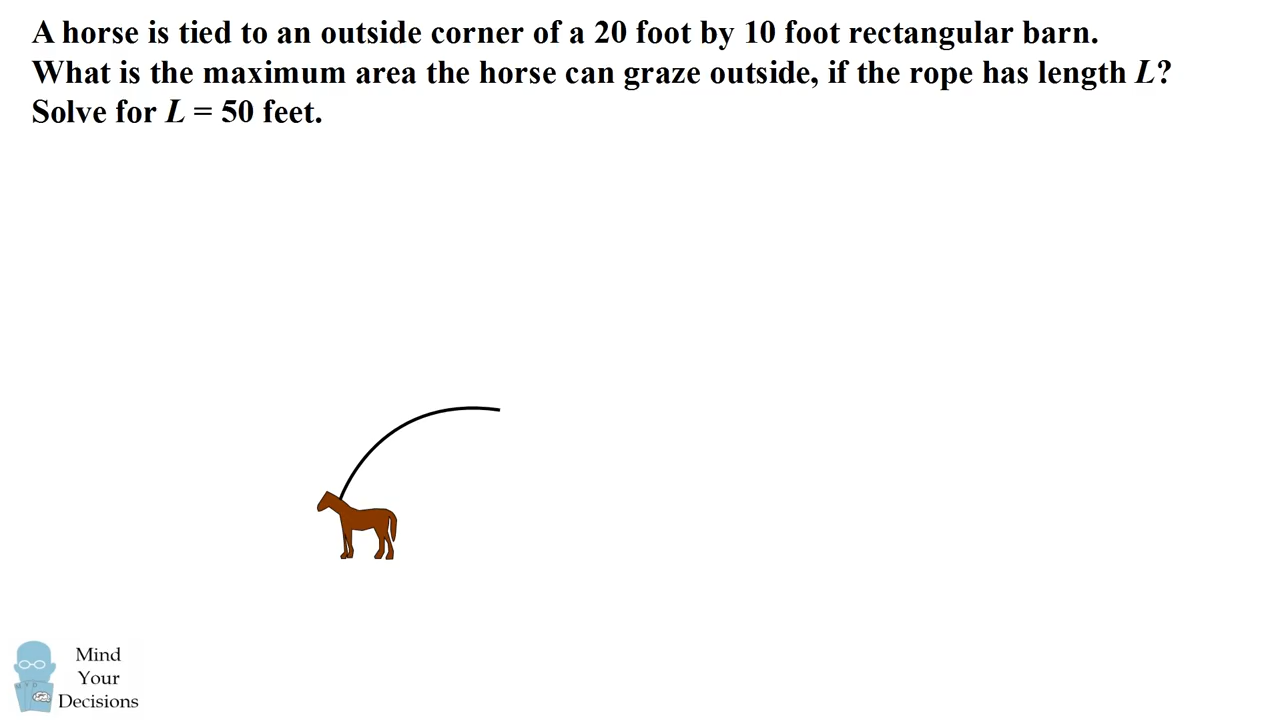 A horse is tied to an outside corner of a 20 foot by 10 foot rectangular barn.
What is the maximum area the horse can graze outside, if the rope has length L?
Solve for L = 50 feet.
Mind
Your
Decisions